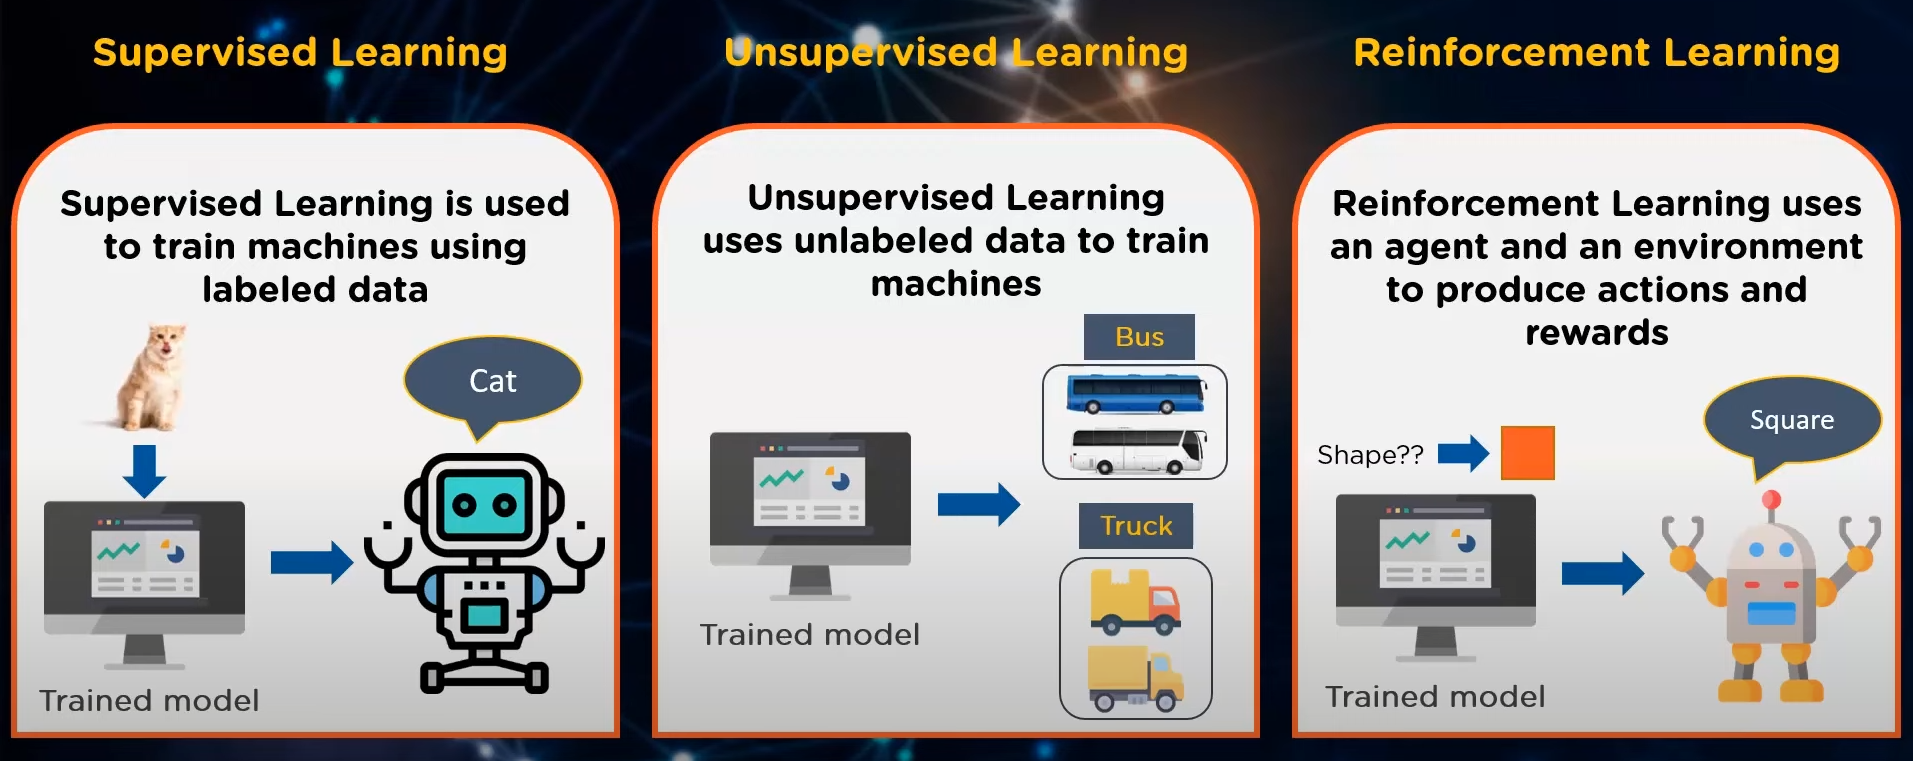 Supervised Learning
Supervised Learning is used
to train machines using
labeled data
Cat
Trained model
Unsupervised Learning
Unsupervised Learning
uses unlabeled data to train
machines
Bus
Truck
Trained model
Reinforcement Learning
Reinforcement Learning uses
an agent and an environment
to produce actions and
rewards
Shape??
Square
Trained model